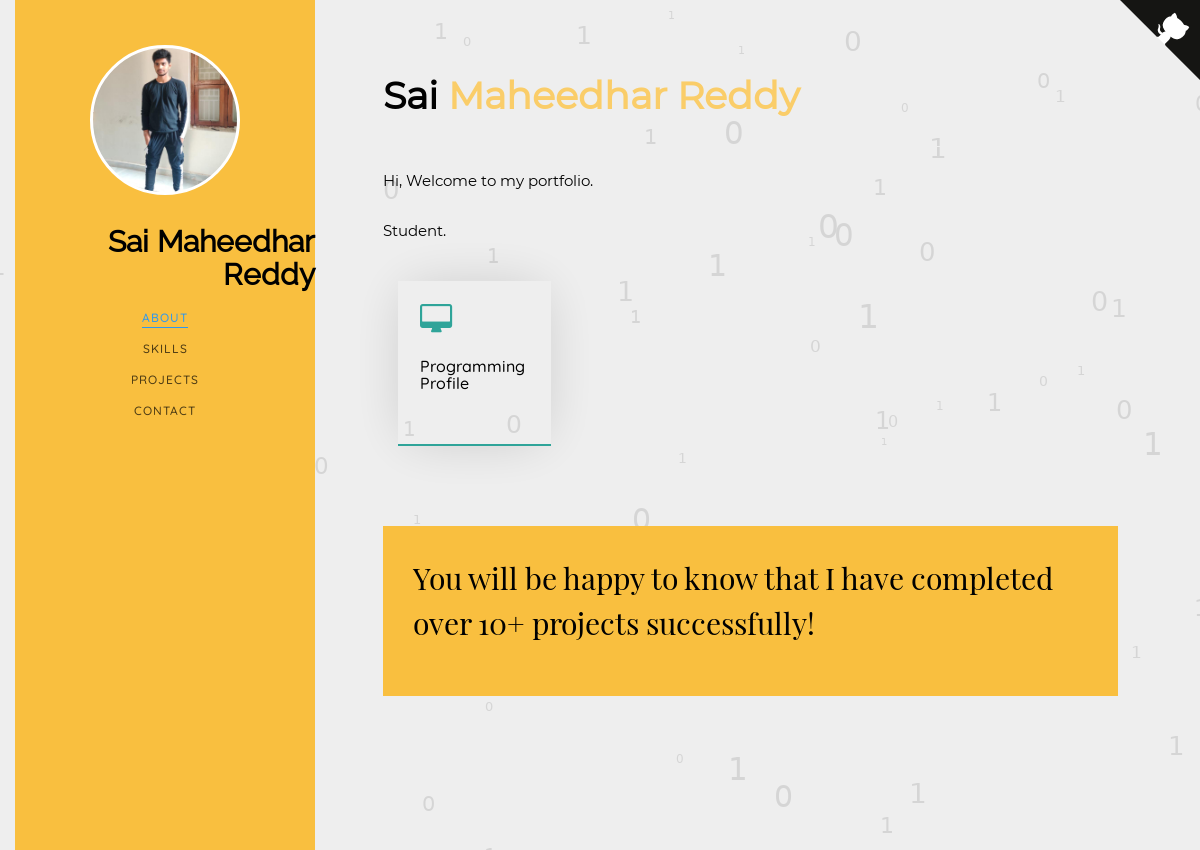 Sai Maheedhar
Reddy
ABOUT
SKILLS
PROJECTS
CONTACT
Sai Maheedhar Reddy
Hi, Welcome to my portfolio.
Student.
Programming
Profile
You will be happy to know that I have completed
over 10+ projects successfully!